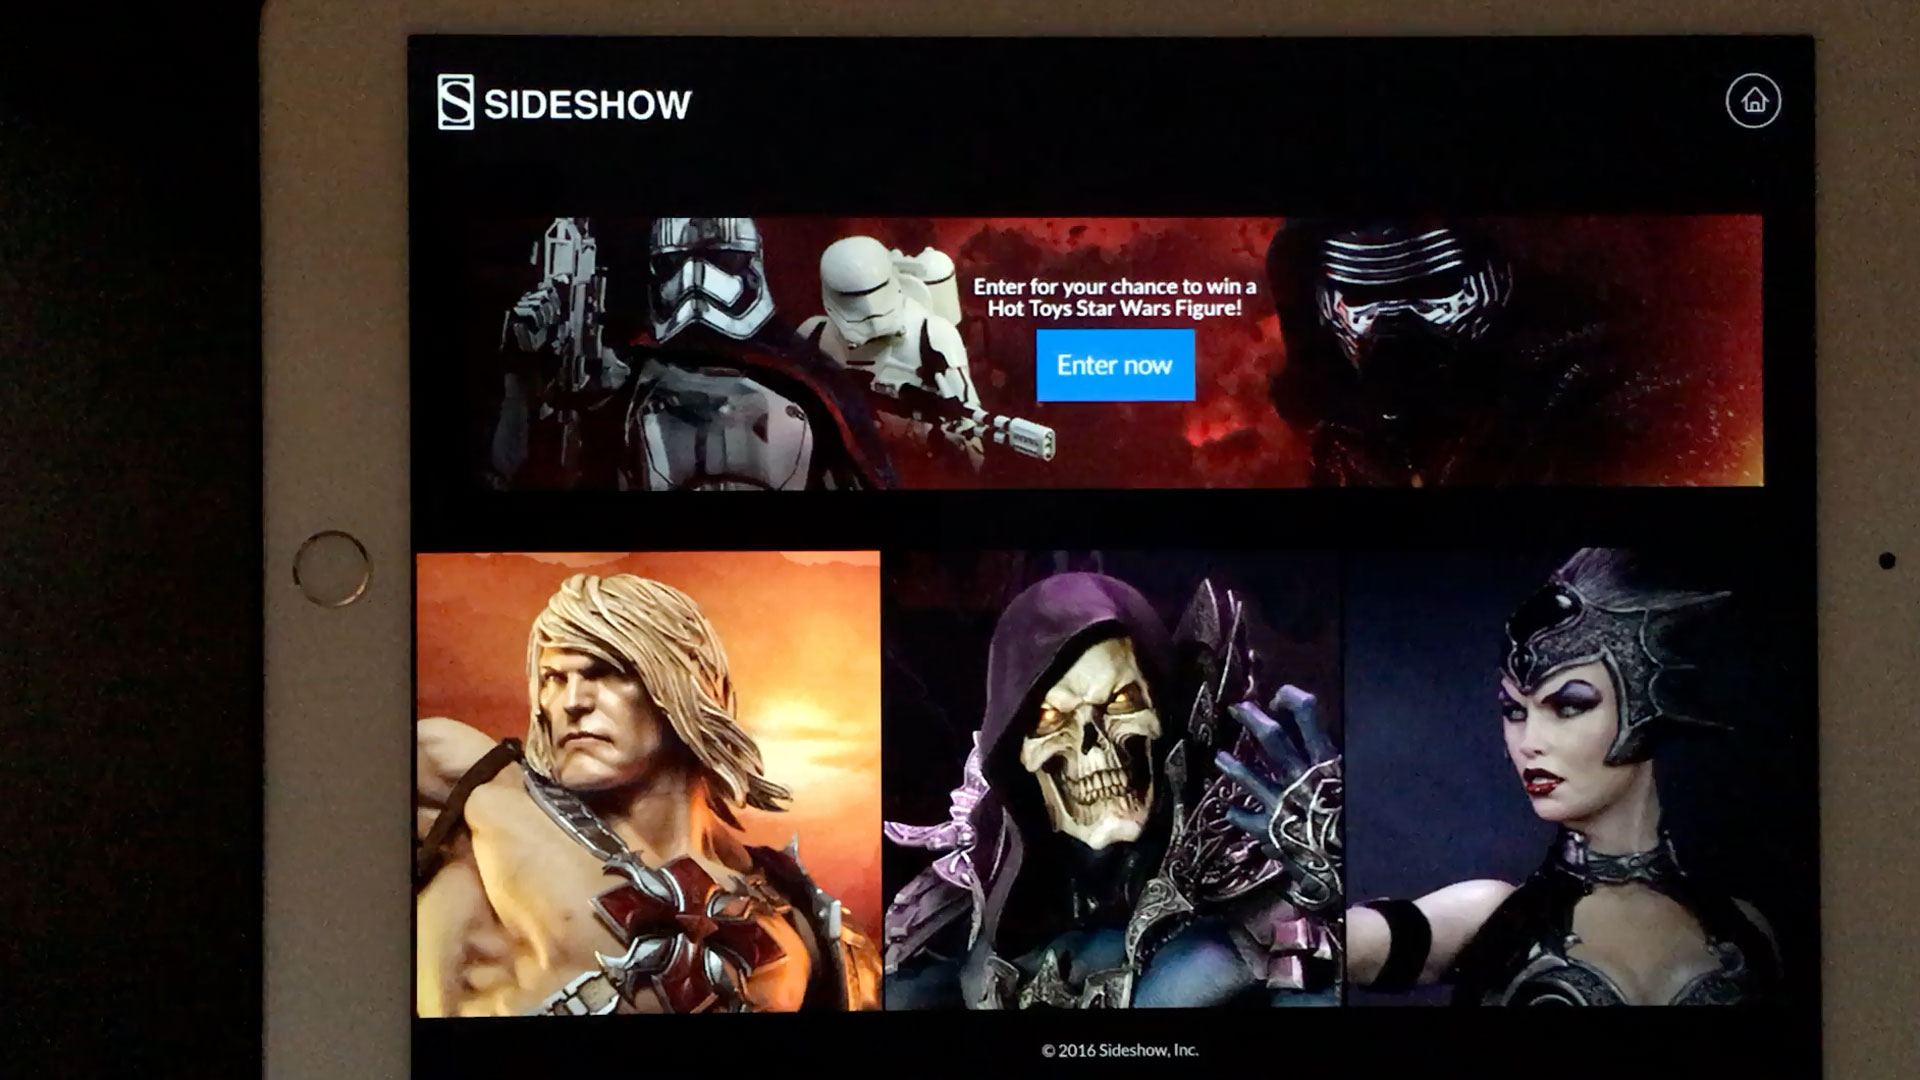 SIDESHOW
Enter for your chance to win a
Hot Toys Star Wars Figure!
Enter now
© 2016 Sideshow, Inc.